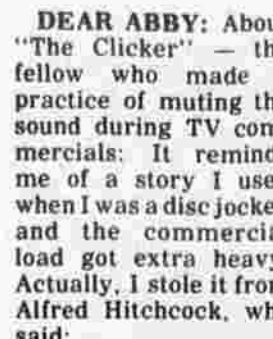 DEAR ABBY: Abou
"The Clicker" — th
fellow who made
practice of muting th
sound during TV com
mercials: It remind
me of a story I use
when I was a disc jocke
and the commercia
load got extra heavy
Actually, I stole it from
Alfred Hitchcock, wh
said: